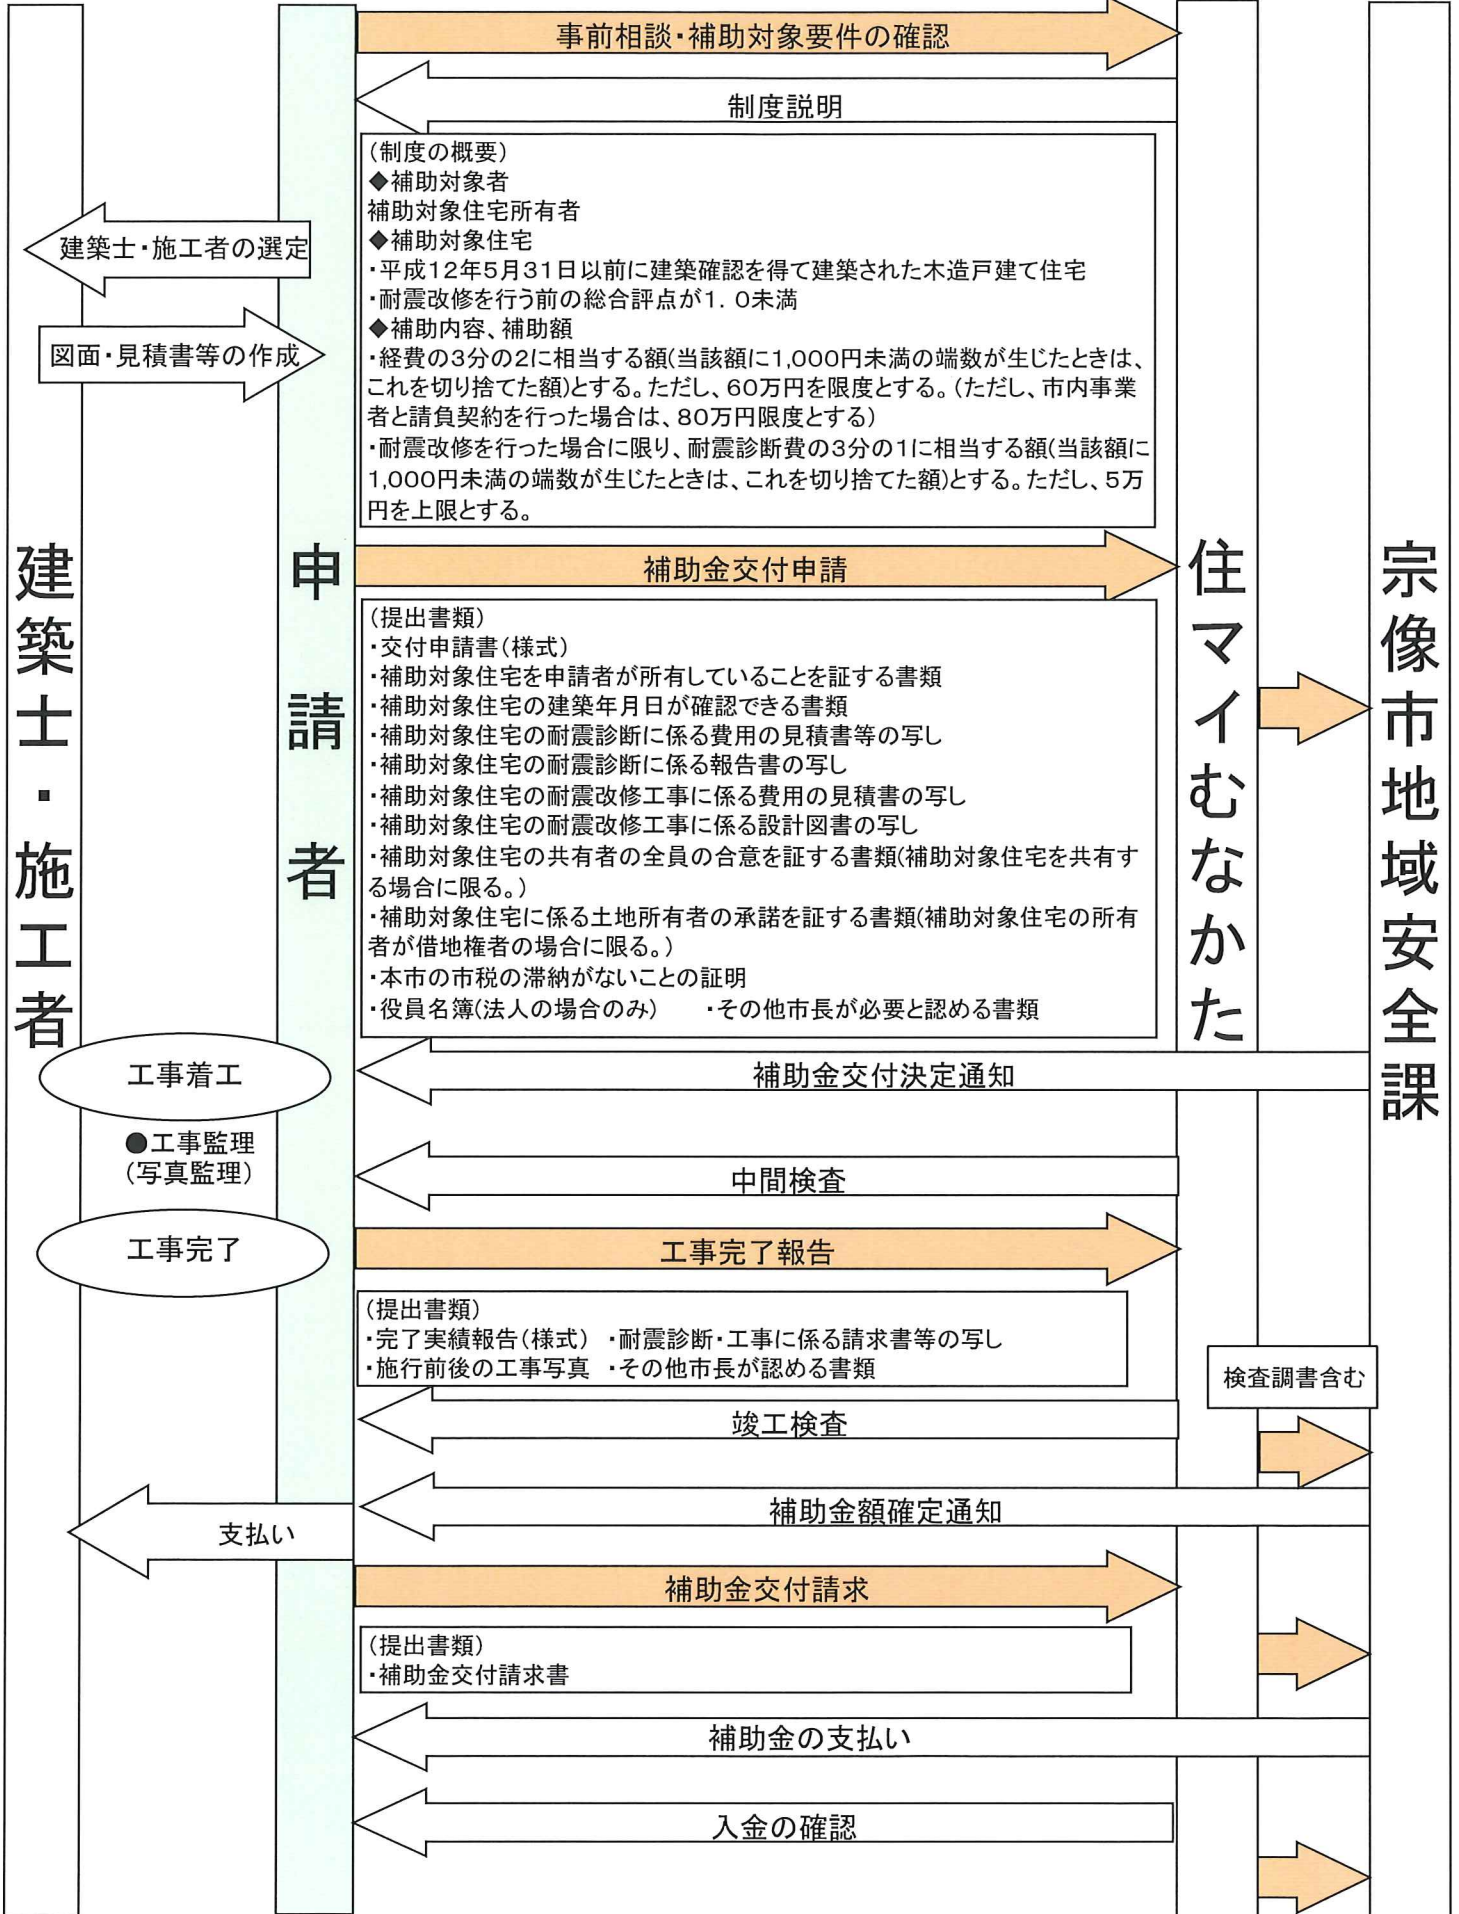 事前相談・補助対象要件の確認
制度説明
(制度の概要)
◆補助対象者
補助対象住宅所有者
◆補助対象住宅
・平成12年5月31日以前に建築確認を得て建築された木造戸建て住宅
・耐震改修を行う前の総合評点が1.0未満
◆補助内容、補助額
・経費の3分の2に相当する額(当該額に1,000円未満の端数が生じたときは、
これを切り捨てた額)とする。ただし、60万円を限度とする。(ただし、市内事業
者と請負契約を行った場合は、80万円限度とする)
・耐震改修を行った場合に限り、耐震診断費の3分の1に相当する額(当該額に
1,000円未満の端数が生じたときは、これを切り捨てた額)とする。ただし、5万
円を上限とする。
建築士・施工者の選定
図面・見積書等の作成
建築士・施工者
申請者
住マイむなかた
宗像市地域安全課
補助金交付申請
(提出書類)
・交付申請書(様式)
・補助対象住宅を申請者が所有していることを証する書類
・補助対象住宅の建築年月日が確認できる書類
・補助対象住宅の耐震診断に係る費用の見積書等の写し
・補助対象住宅の耐震診断に係る報告書の写し
・補助対象住宅の耐震改修工事に係る費用の見積書の写し
・補助対象住宅の耐震改修工事に係る設計図書の写し
・補助対象住宅の共有者の全員の合意を証する書類(補助対象住宅を共有す
る場合に限る。)
・補助対象住宅に係る土地所有者の承諾を証する書類(補助対象住宅の所有
者が借地権者の場合に限る。)
・本市の市税の滞納がないことの証明
・役員名簿(法人の場合のみ) ・その他市長が必要と認める書類
補助金交付決定通知
工事着工
●工事監理
(写真監理)
中間検査
工事完了
工事完了報告
(提出書類)
・完了実績報告(様式) ・耐震診断・工事に係る請求書等の写し
・施行前後の工事写真 ・その他市長が認める書類
検査調書含む
竣工検査
補助金額確定通知
支払い
補助金交付請求
(提出書類)
・補助金交付請求書
補助金の支払い
入金の確認